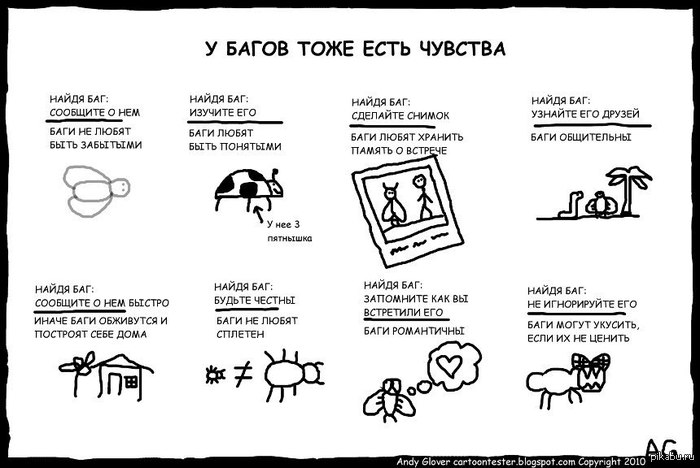 У БАГОВ ТОЖЕ ЕСТЬ ЧУВСТВА
НАЙДЯ БАГ:
СООБЩИТЕ О НЕМ
БАГИ НЕ ЛЮБЯТ
БЫТЬ ЗАБЫТЫМИ
НАЙДЯ БАГ:
ИЗУЧИТЕ ЕГО
БАГИ ЛЮБЯТ
БЫТЬ ПОНЯТЫМИ
У нее 3
пятнышка
НАЙДЯ БАГ:
СДЕЛАЙТЕ СНИМОК
БАГИ ЛЮБЯТ ХРАНИТЬ
ПАМЯТЬ О ВСТРЕЧЕ
НАЙДЯ БАГ:
УЗНАЙТЕ ЕГО ДРУЗЕЙ
БАГИ ОБЩИТЕЛЬНЫ
НАЙДЯ БАГ:
СООБЩИТЕ О НЕМ БЫСТРО
ИНАЧЕ БАГИ ОБЖИВУТСЯ И
ПОСТРОЯТ СЕБЕ ДОМА
НАЙДЯ БАГ:
БУДЬТЕ ЧЕСТНЫ
БАГИ НЕ ЛЮБЯТ
СПЛЕТЕН
≠
НАЙДЯ БАГ:
ЗАПОМНИТЕ КАК ВЫ
ВСТРЕТИЛИ ЕГО
БАГИ РОМАНТИЧНЫ
НАЙДЯ БАГ:
НЕ ИГНОРИРУЙТЕ ЕГО
БАГИ МОГУТ УКУСИТЬ,
ЕСЛИ ИХ НЕ ЦЕНИТЬ
AG
Andy Glover cartoontester.blogspot.com Copyright 2010
pikabu.ru